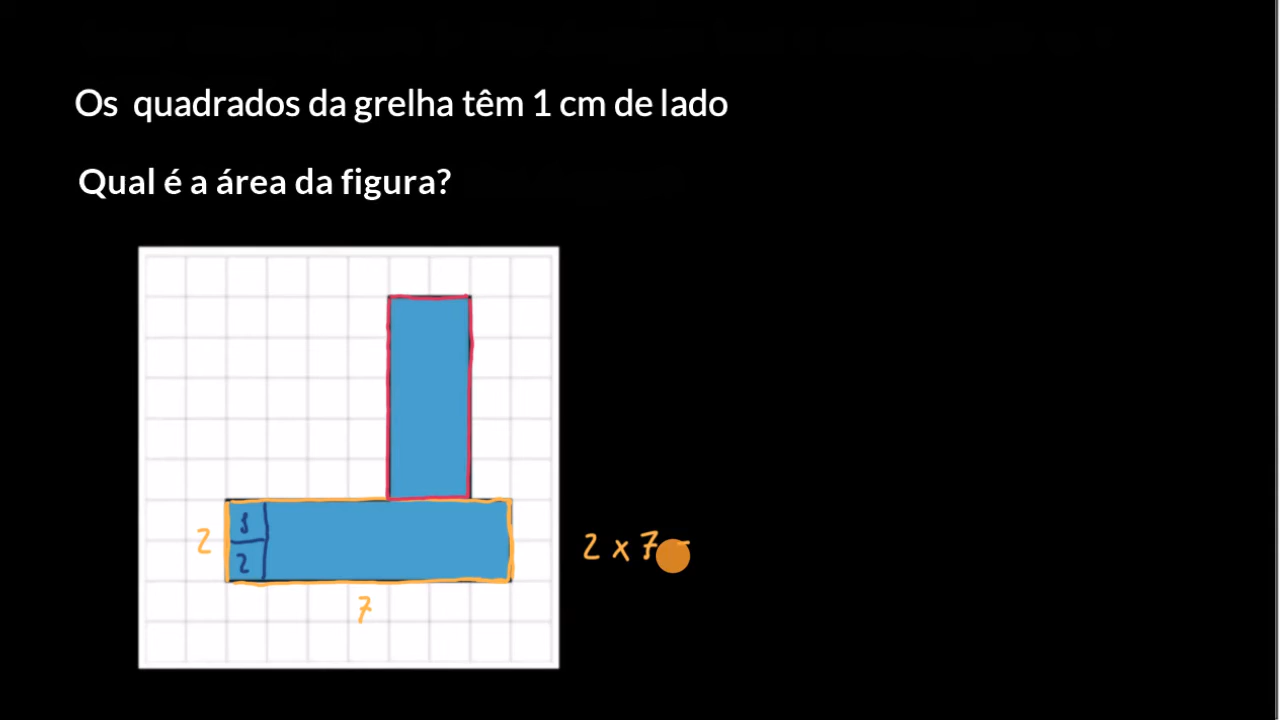 Os quadrados da grelha têm 1 cm de lado
Qual é a área da figura?
1
2
2
7
2 x 7 =